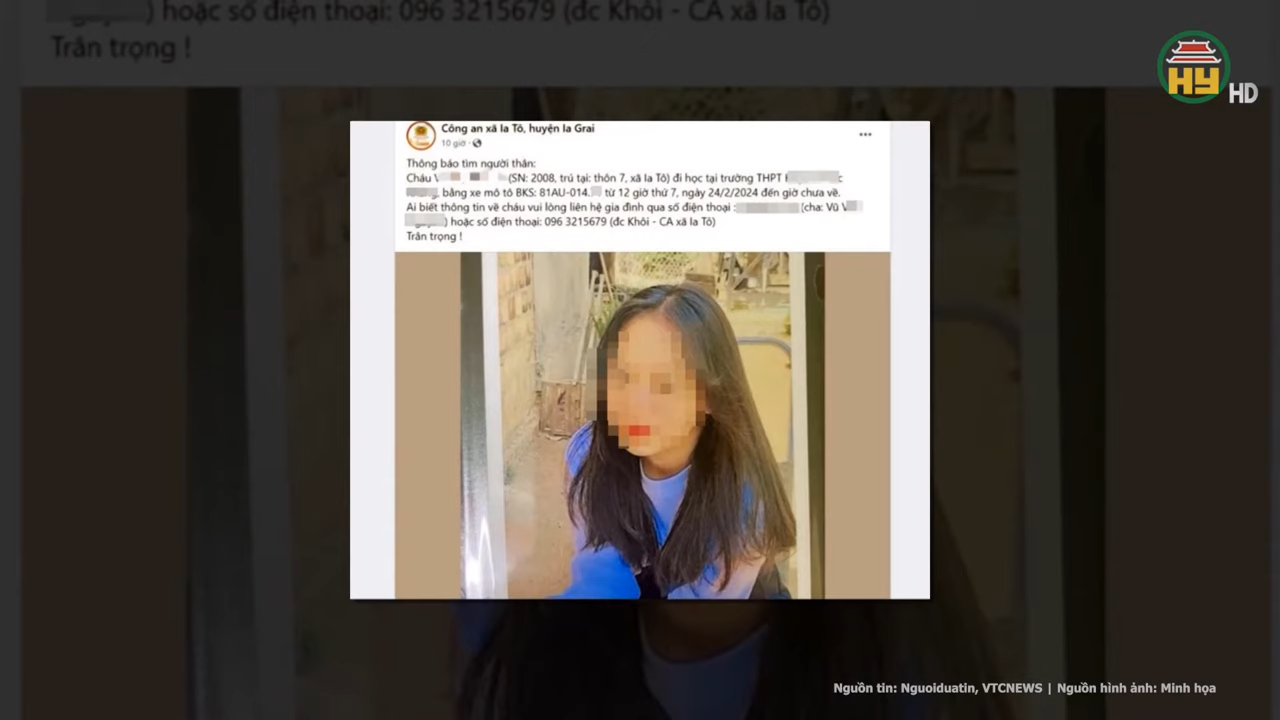 ) hoặc số điện thoại: 096 3215679 (đc Khôi - CA xã Ia Tô)
Trân trọng !
HY HD
Công an xã Ia Tô, huyện Ia Grai
10 giờ
Thông báo tìm người thân:
Cháu V (SN: 2008, trú tại: thôn 7, xã Ia Tô) đi học tại trường THPT
, bằng xe mô tô BKS: 81AU-014. từ 12 giờ thứ 7, ngày 24/2/2024 đến giờ chưa về.
Ai biết thông tin về cháu vui lòng liên hệ gia đình qua số điện thoại : (cha: Vũ V
) hoặc số điện thoại: 096 3215679 (đc Khôi - CA xã Ia Tô)
Trân trọng !
Nguồn tin: Nguoiduatin, VTCNEWS | Nguồn hình ảnh: Minh họa